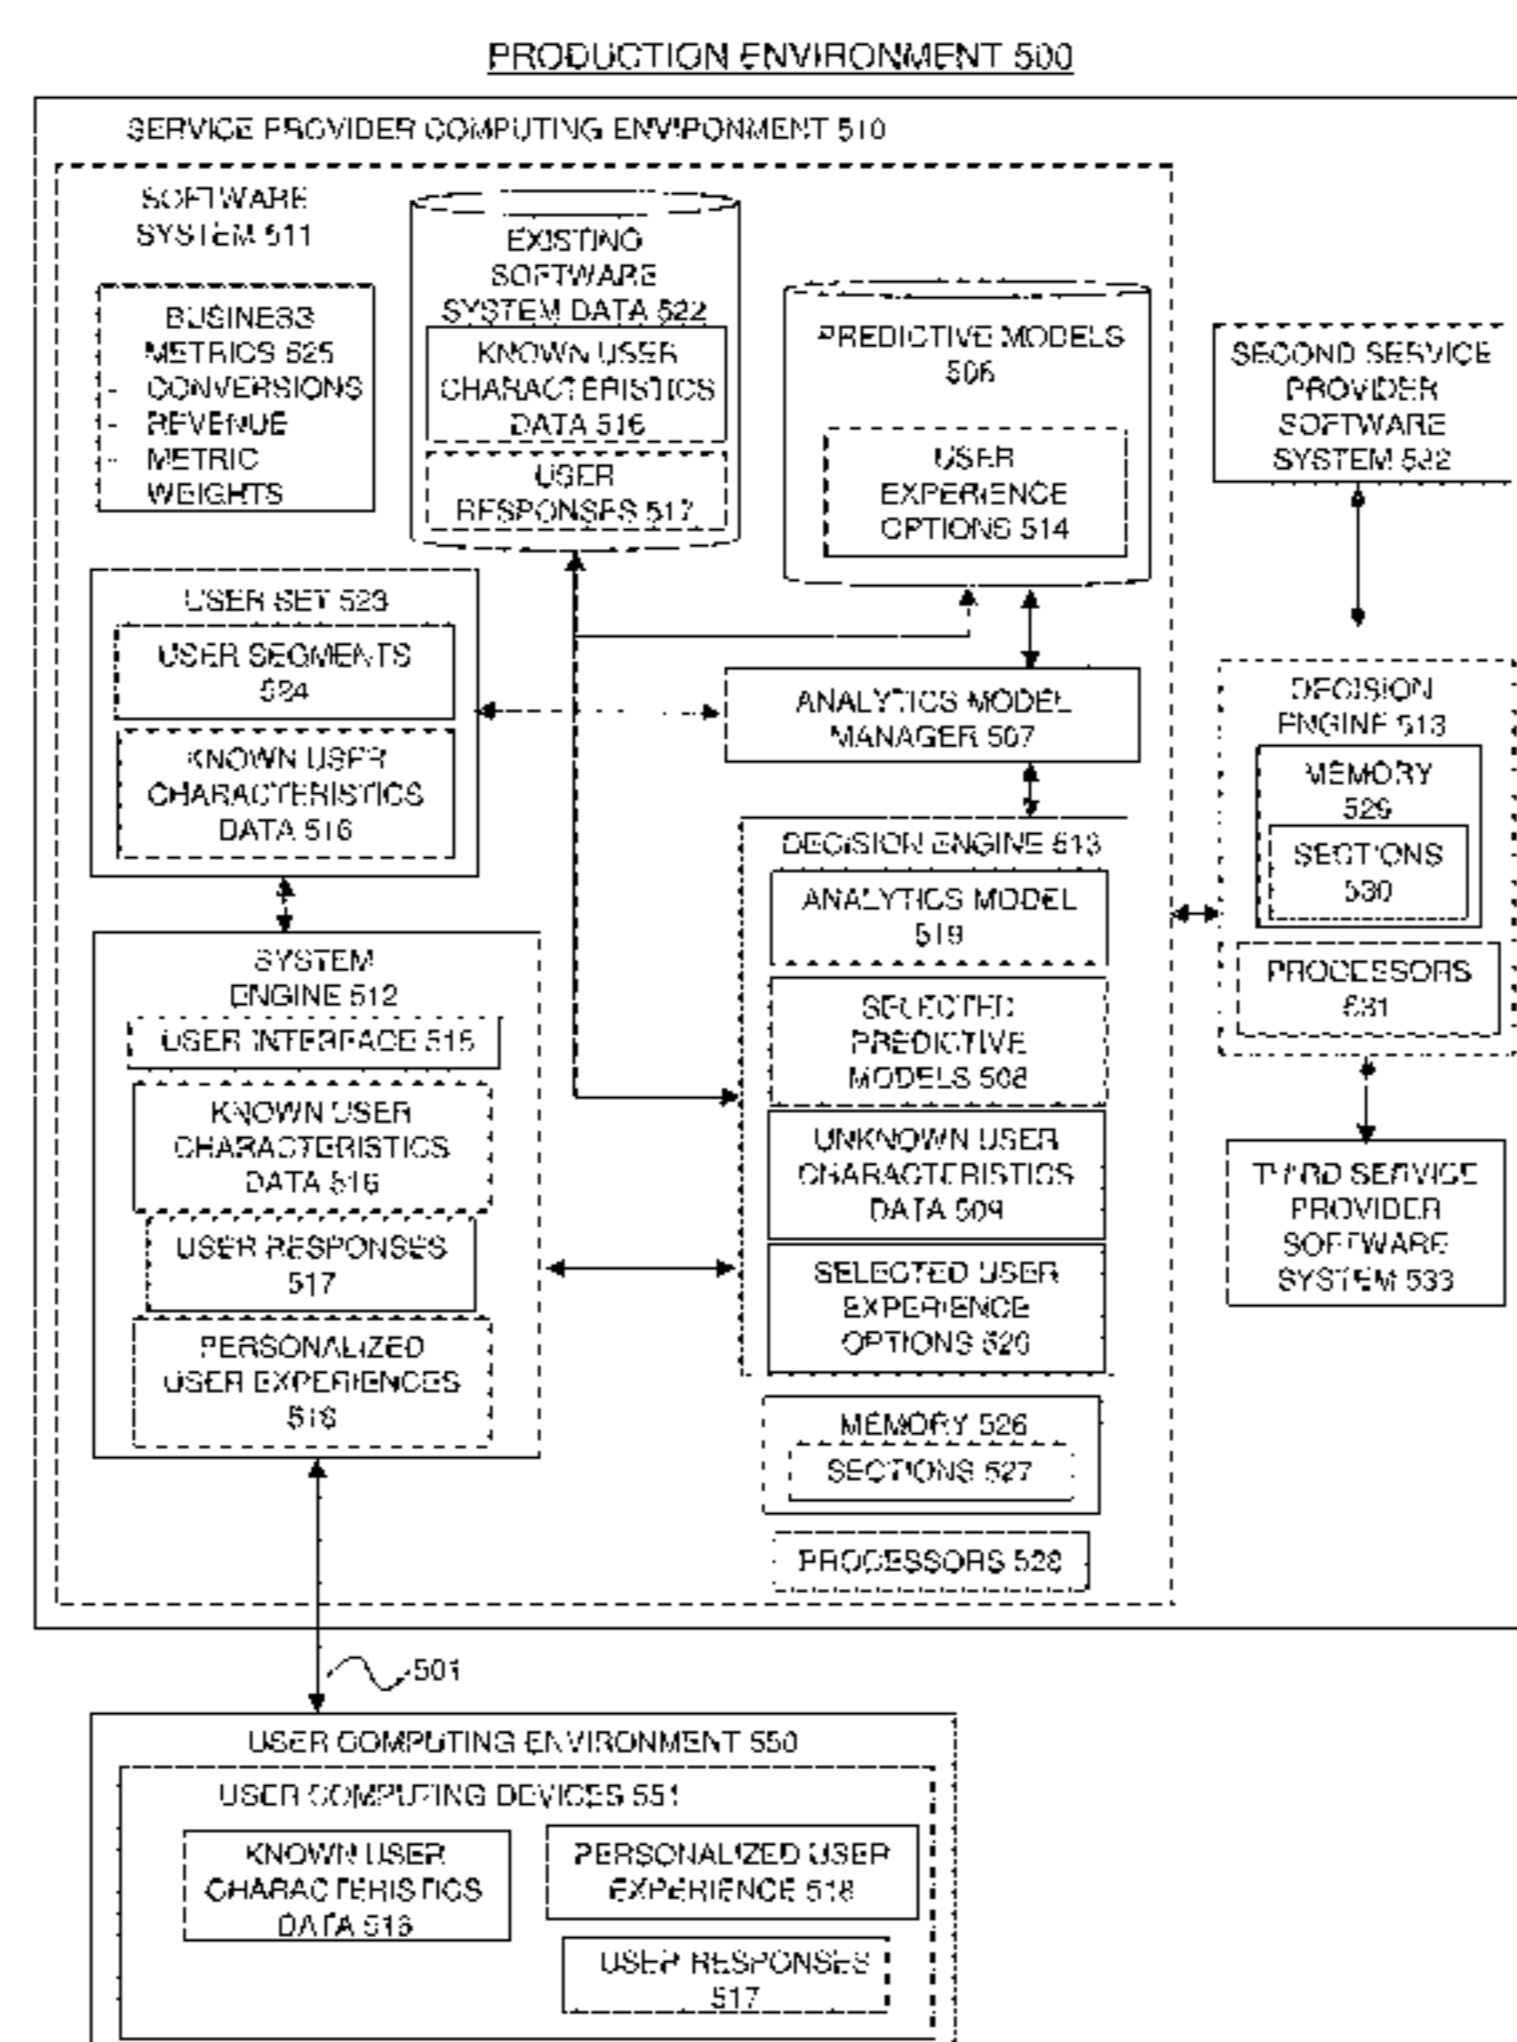 PRODUCTION ENVIRONMENT 500
SERVICE PROVIDER COMPUTING ENVIRONMENT 510
SOFTWARE
SYSTEM 511
BUSINESS
METRICS 525
- CONVERSIONS
- REVENUE
- METRIC
WEIGHTS
EXISTING
SOFTWARE
SYSTEM DATA 522
KNOWN USER
CHARACTERISTICS
DATA 516
USER
RESPONSES 517
PREDICTIVE MODELS
506
USER
EXPERIENCE
OPTIONS 514
SECOND SERVICE
PROVIDER
SOFTWARE
SYSTEM 532
USER SET 523
USER SEGMENTS
524
KNOWN USER
CHARACTERISTICS
DATA 516
ANALYTICS MODEL
MANAGER 507
DECISION
ENGINE 513
MEMORY
529
SECTIONS
530
PROCESSORS
531
DECISION ENGINE 513
ANALYTICS MODEL
519
SELECTED
PREDICTIVE
MODELS 508
UNKNOWN USER
CHARACTERISTICS
DATA 509
SELECTED USER
EXPERIENCE
OPTIONS 520
SYSTEM
ENGINE 512
USER INTERFACE 515
KNOWN USER
CHARACTERISTICS
DATA 516
USER RESPONSES
517
PERSONALIZED
USER EXPERIENCES
518
THIRD SERVICE
PROVIDER
SOFTWARE
SYSTEM 533
MEMORY 526
SECTIONS 527
PROCESSORS 528
501
USER COMPUTING ENVIRONMENT 550
USER COMPUTING DEVICES 551
KNOWN USER
CHARACTERISTICS
DATA 516
PERSONALIZED USER
EXPERIENCE 518
USER RESPONSES
517